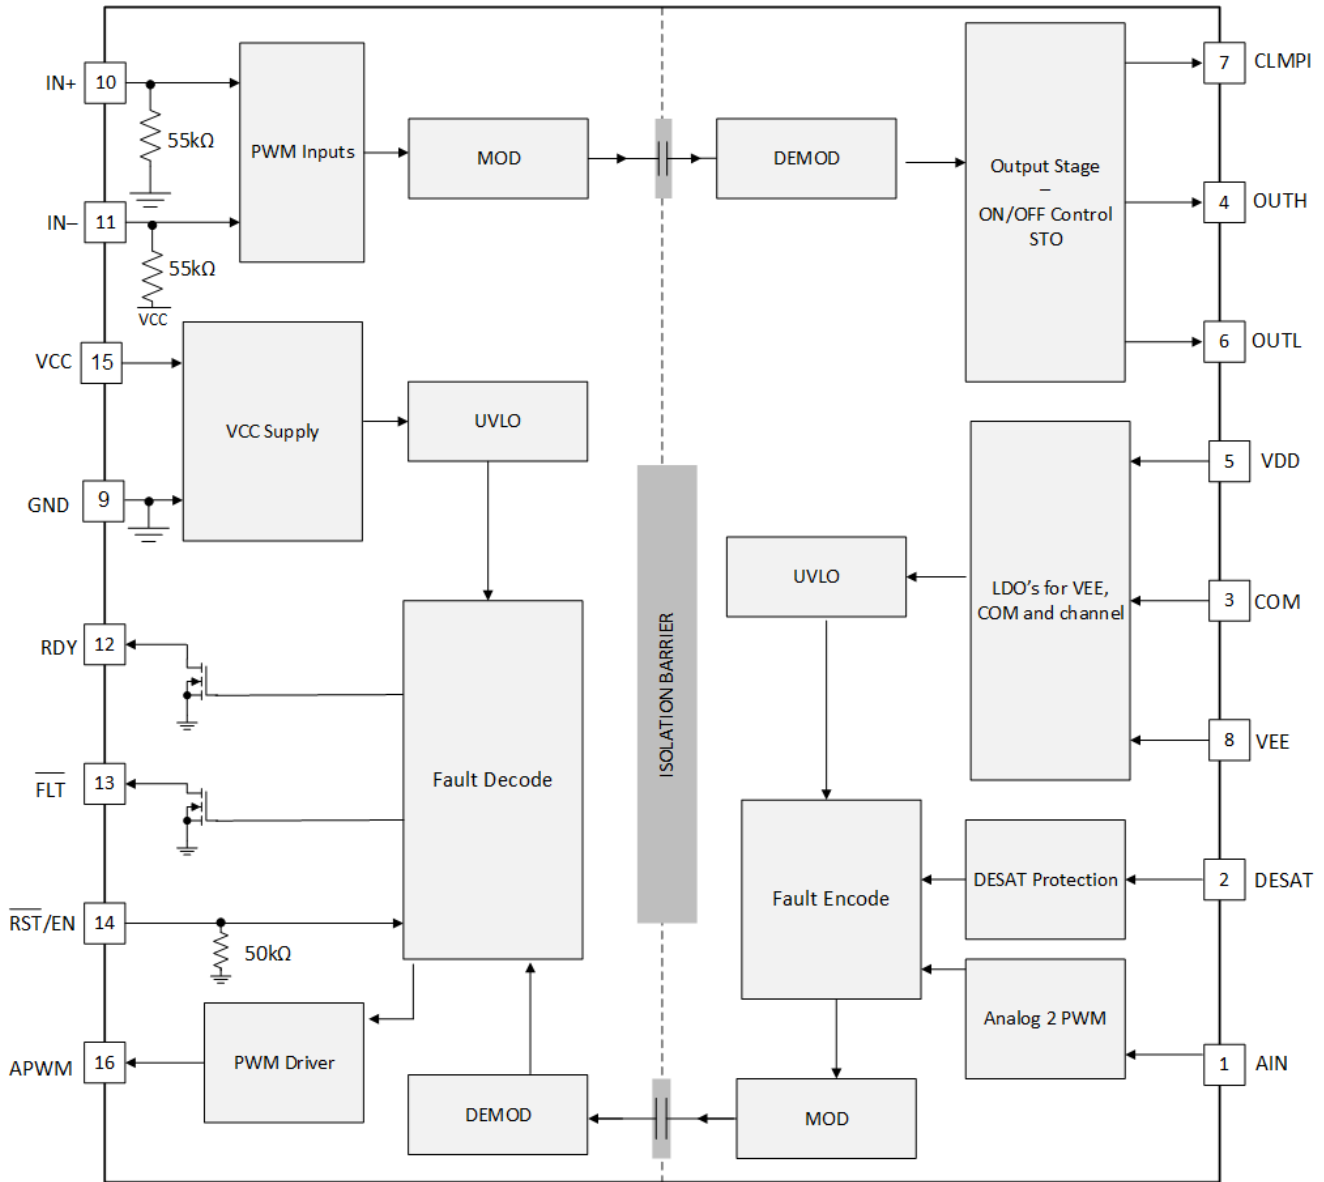 IN+
10
55kΩ
IN−
11
55kΩ
VCC
PWM Inputs
MOD
DEMOD
Output Stage
–
ON/OFF Control
STO
7
CLMPI
4
OUTH
6
OUTL
VCC
15
GND
9
VCC Supply
UVLO
5
VDD
3
COM
8
VEE
LDO's for VEE,
COM and channel
UVLO
ISOLATION BARRIER
RDY
12
FLT
13
RST/EN
14
50kΩ
Fault Decode
Fault Encode
DESAT Protection
2
DESAT
Analog 2 PWM
1
AIN
APWM
16
PWM Driver
DEMOD
MOD